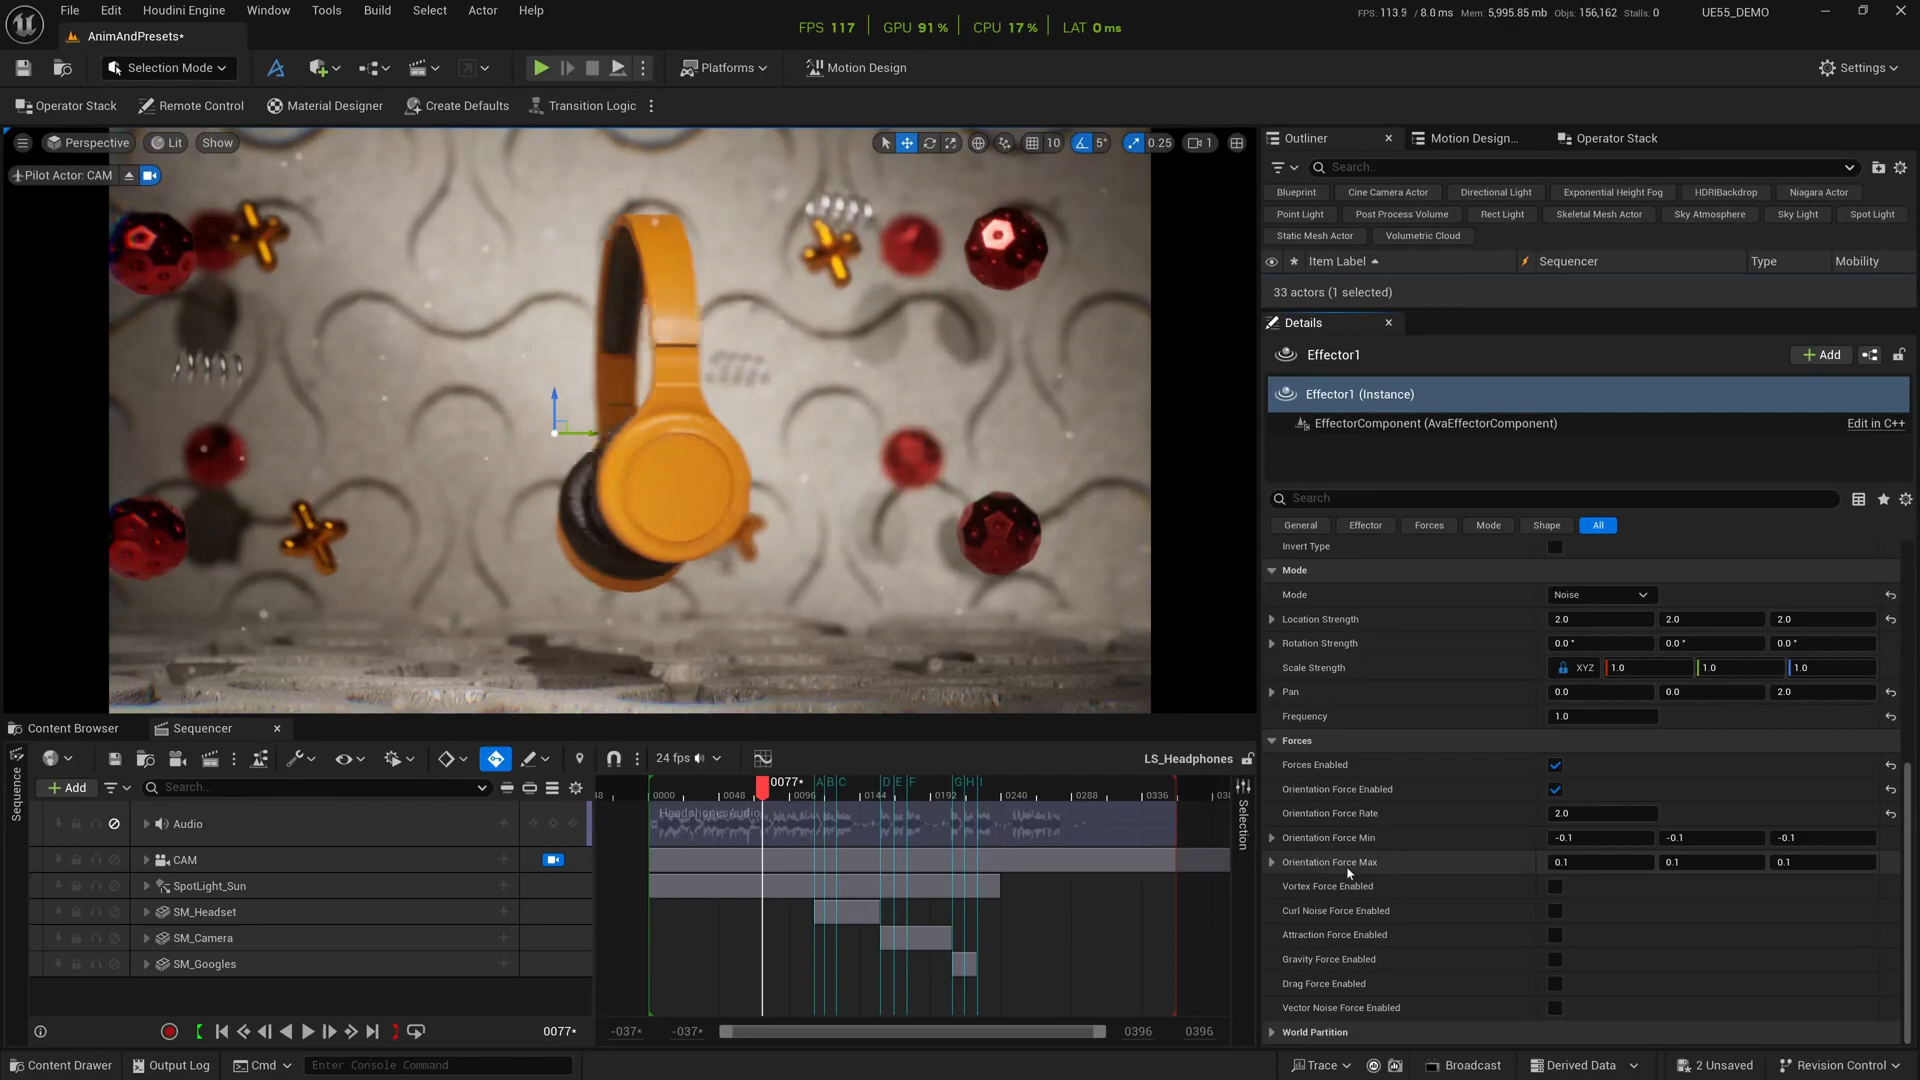 File Edit Houdini Engine Window Tools Build Select Actor Help
FPS: 113.9 / 8.0 ms Mem: 5,995.85 mb Objs: 156,162 Stalls: 0 UE55_DEMO
FPS 117 GPU 91 % CPU 17 % LAT 0 ms
AnimAndPresets*
Selection Mode Platforms Motion Design Settings
Operator Stack Remote Control Material Designer Create Defaults Transition Logic
Perspective Lit Show 10 5° 0.25 1
Pilot Actor: CAM
Outliner Motion Design... Operator Stack
Search...
Blueprint Cine Camera Actor Directional Light Exponential Height Fog HDRIBackdrop Niagara Actor
Point Light Post Process Volume Rect Light Skeletal Mesh Actor Sky Atmosphere Sky Light Spot Light
Static Mesh Actor Volumetric Cloud
Item Label Sequencer Type Mobility
33 actors (1 selected)
Details
Effector1 Add
Effector1 (Instance)
EffectorComponent (AvaEffectorComponent) Edit in C++
Search
General Effector Forces Mode Shape All
Invert Type
Mode
Mode Noise
Location Strength 2.0 2.0 2.0
Rotation Strength 0.0 ° 0.0 ° 0.0 °
Scale Strength XYZ 1.0 1.0 1.0
Pan 0.0 0.0 2.0
Frequency 1.0
Forces
Forces Enabled
Orientation Force Enabled
Orientation Force Rate 2.0
Orientation Force Min -0.1 -0.1 -0.1
Orientation Force Max 0.1 0.1 0.1
Vortex Force Enabled
Curl Noise Force Enabled
Attraction Force Enabled
Gravity Force Enabled
Drag Force Enabled
Vector Noise Force Enabled
World Partition
Content Browser Sequencer
24 fps LS_Headphones
Add Search... 0077* A B C D E F G H I
0000 0048 0096 0144 0192 0240 0288 0336
Sequence
Selection
Audio HeadphonesAudio
CAM
SpotLight_Sun
SM_Headset
SM_Camera
SM_Googles
0077* -037* -037* 0396 0396
Content Drawer Output Log Cmd Enter Console Command Trace Broadcast Derived Data 2 Unsaved Revision Control